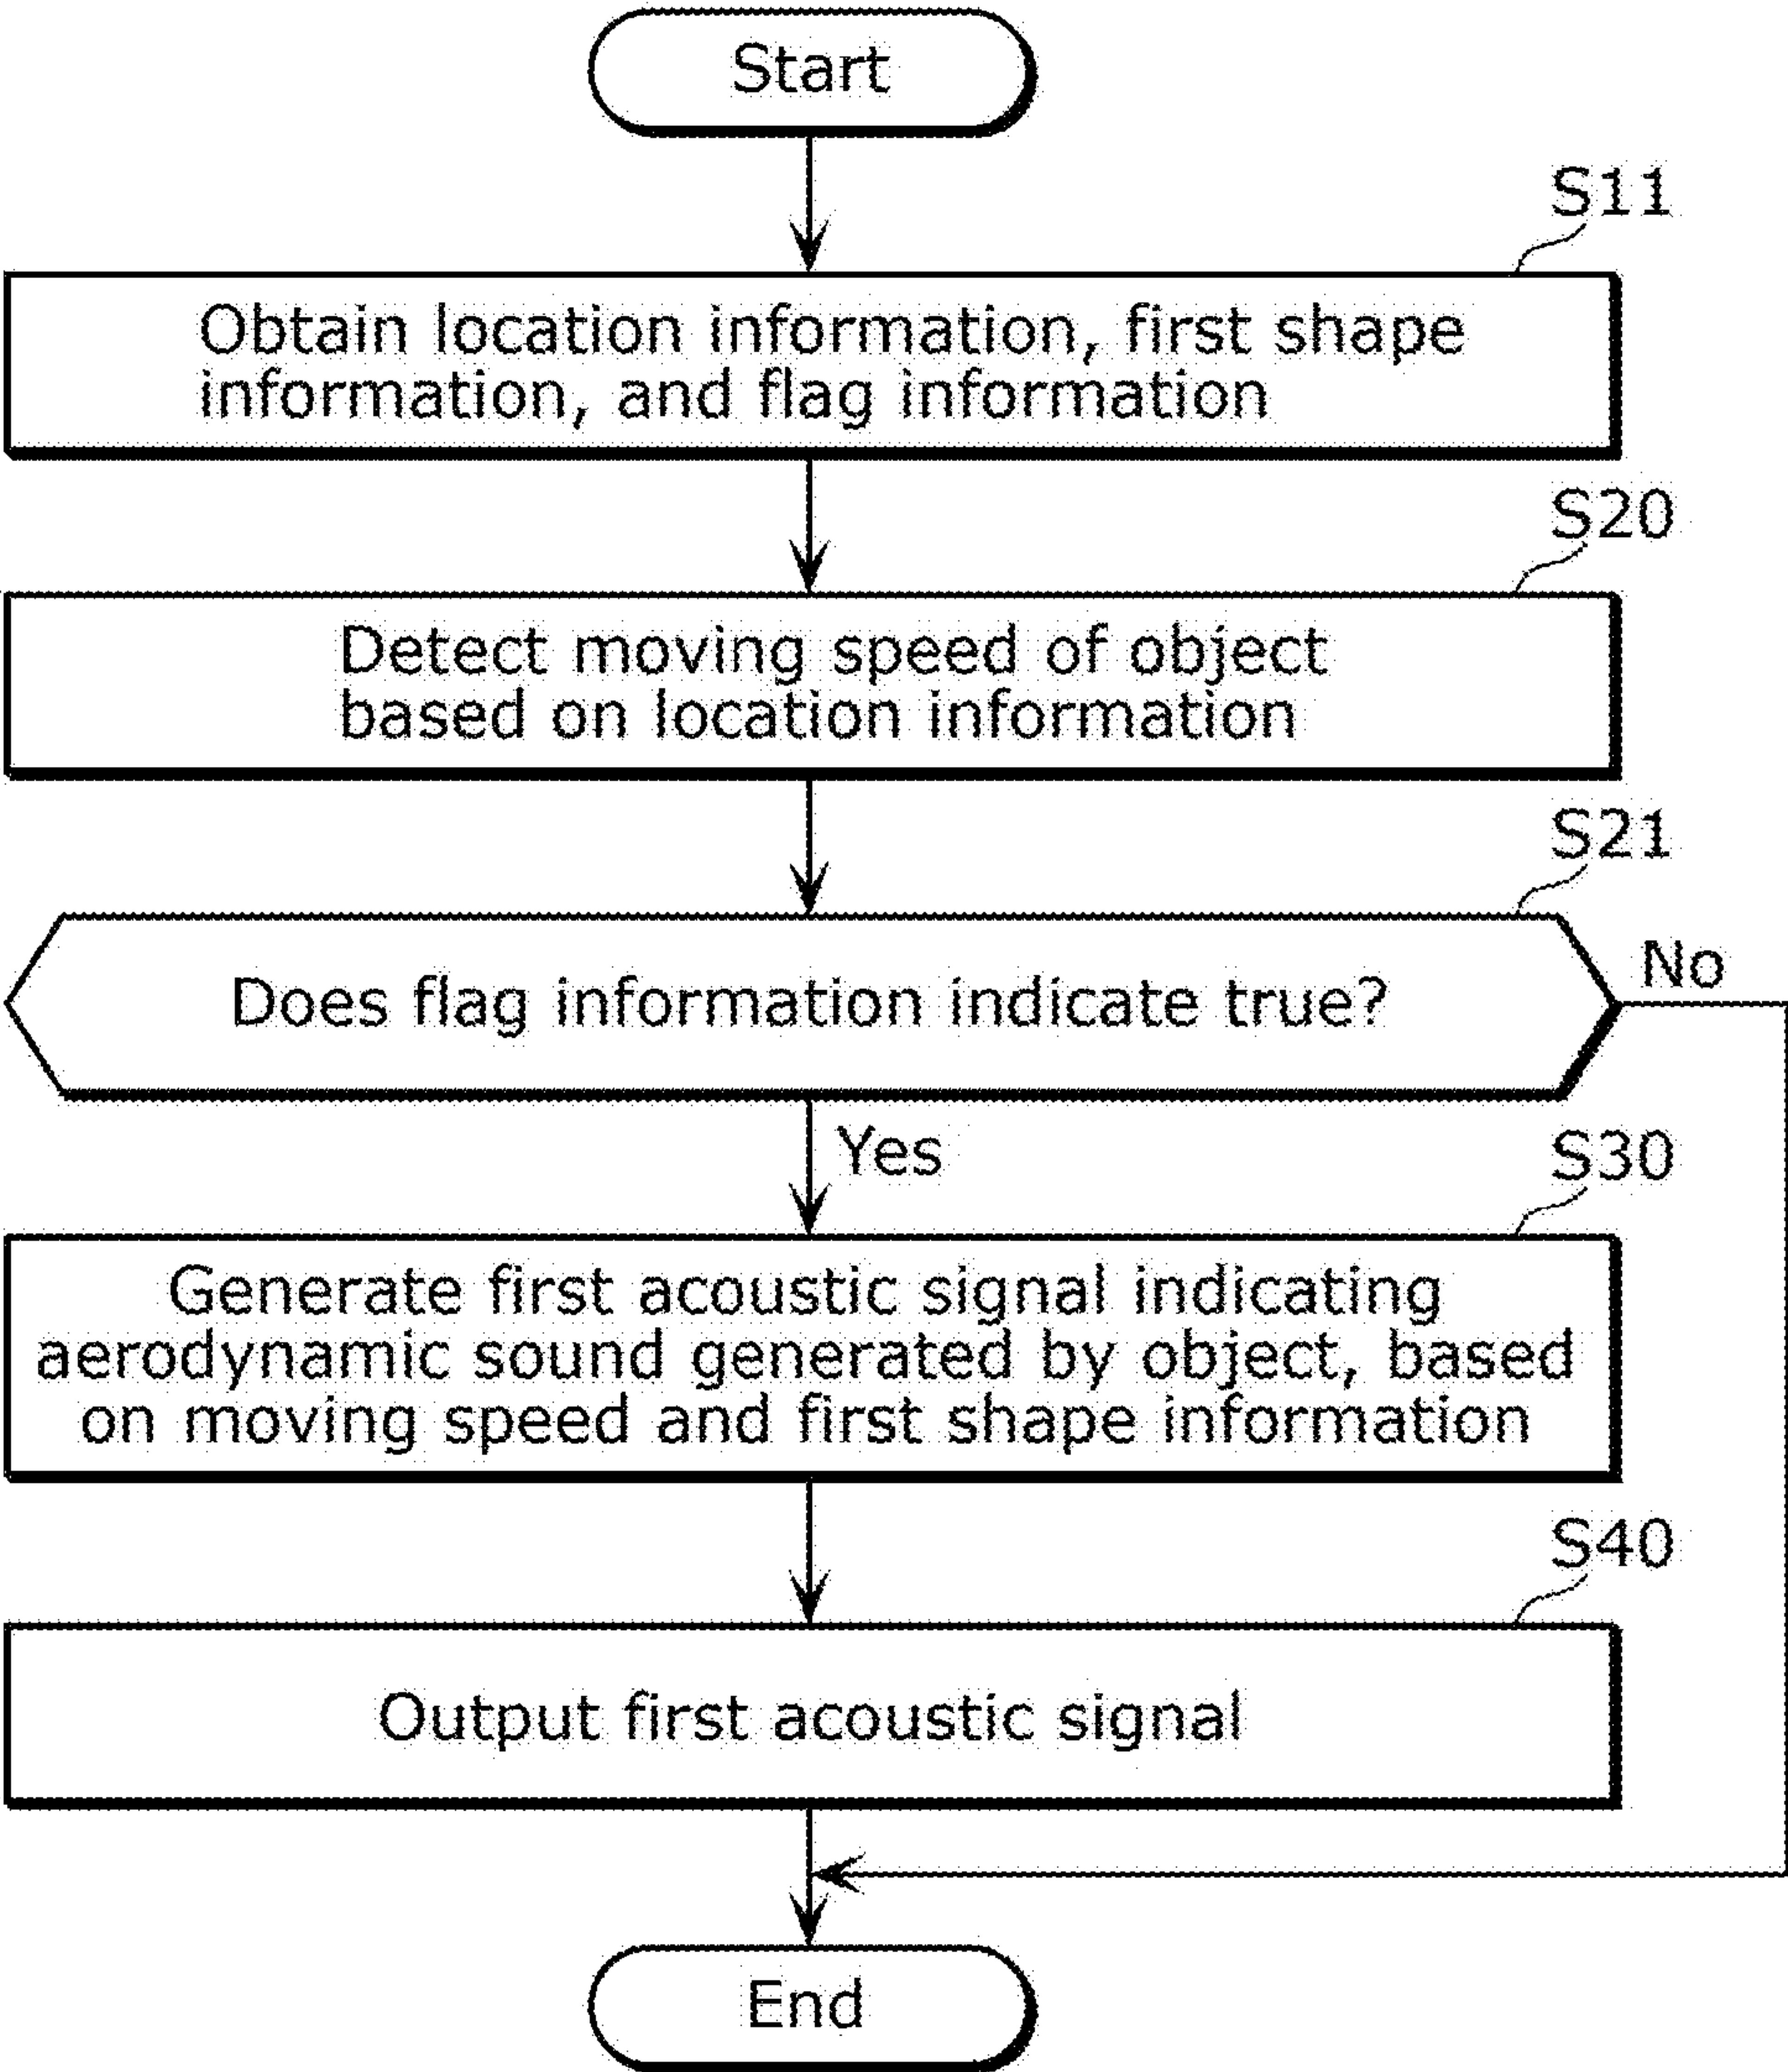 Start
S11
Obtain location information, first shape
information, and flag information
S20
Detect moving speed of object
based on location information
S21
Does flag information indicate true?
No
Yes
S30
Generate first acoustic signal indicating
aerodynamic sound generated by object, based
on moving speed and first shape information
S40
Output first acoustic signal
End